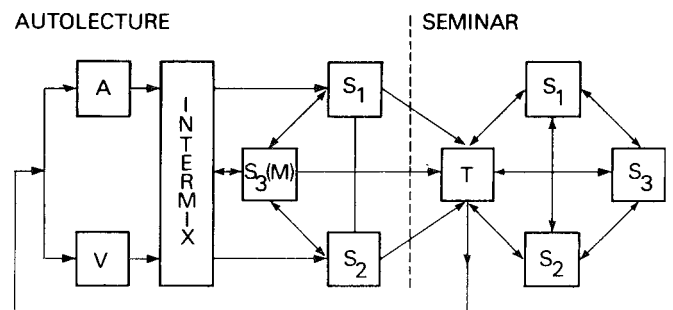 AUTOLECTURE
SEMINAR
A
INTERMIX
S1
S3(M)
V
S2
T
S1
S3
S2